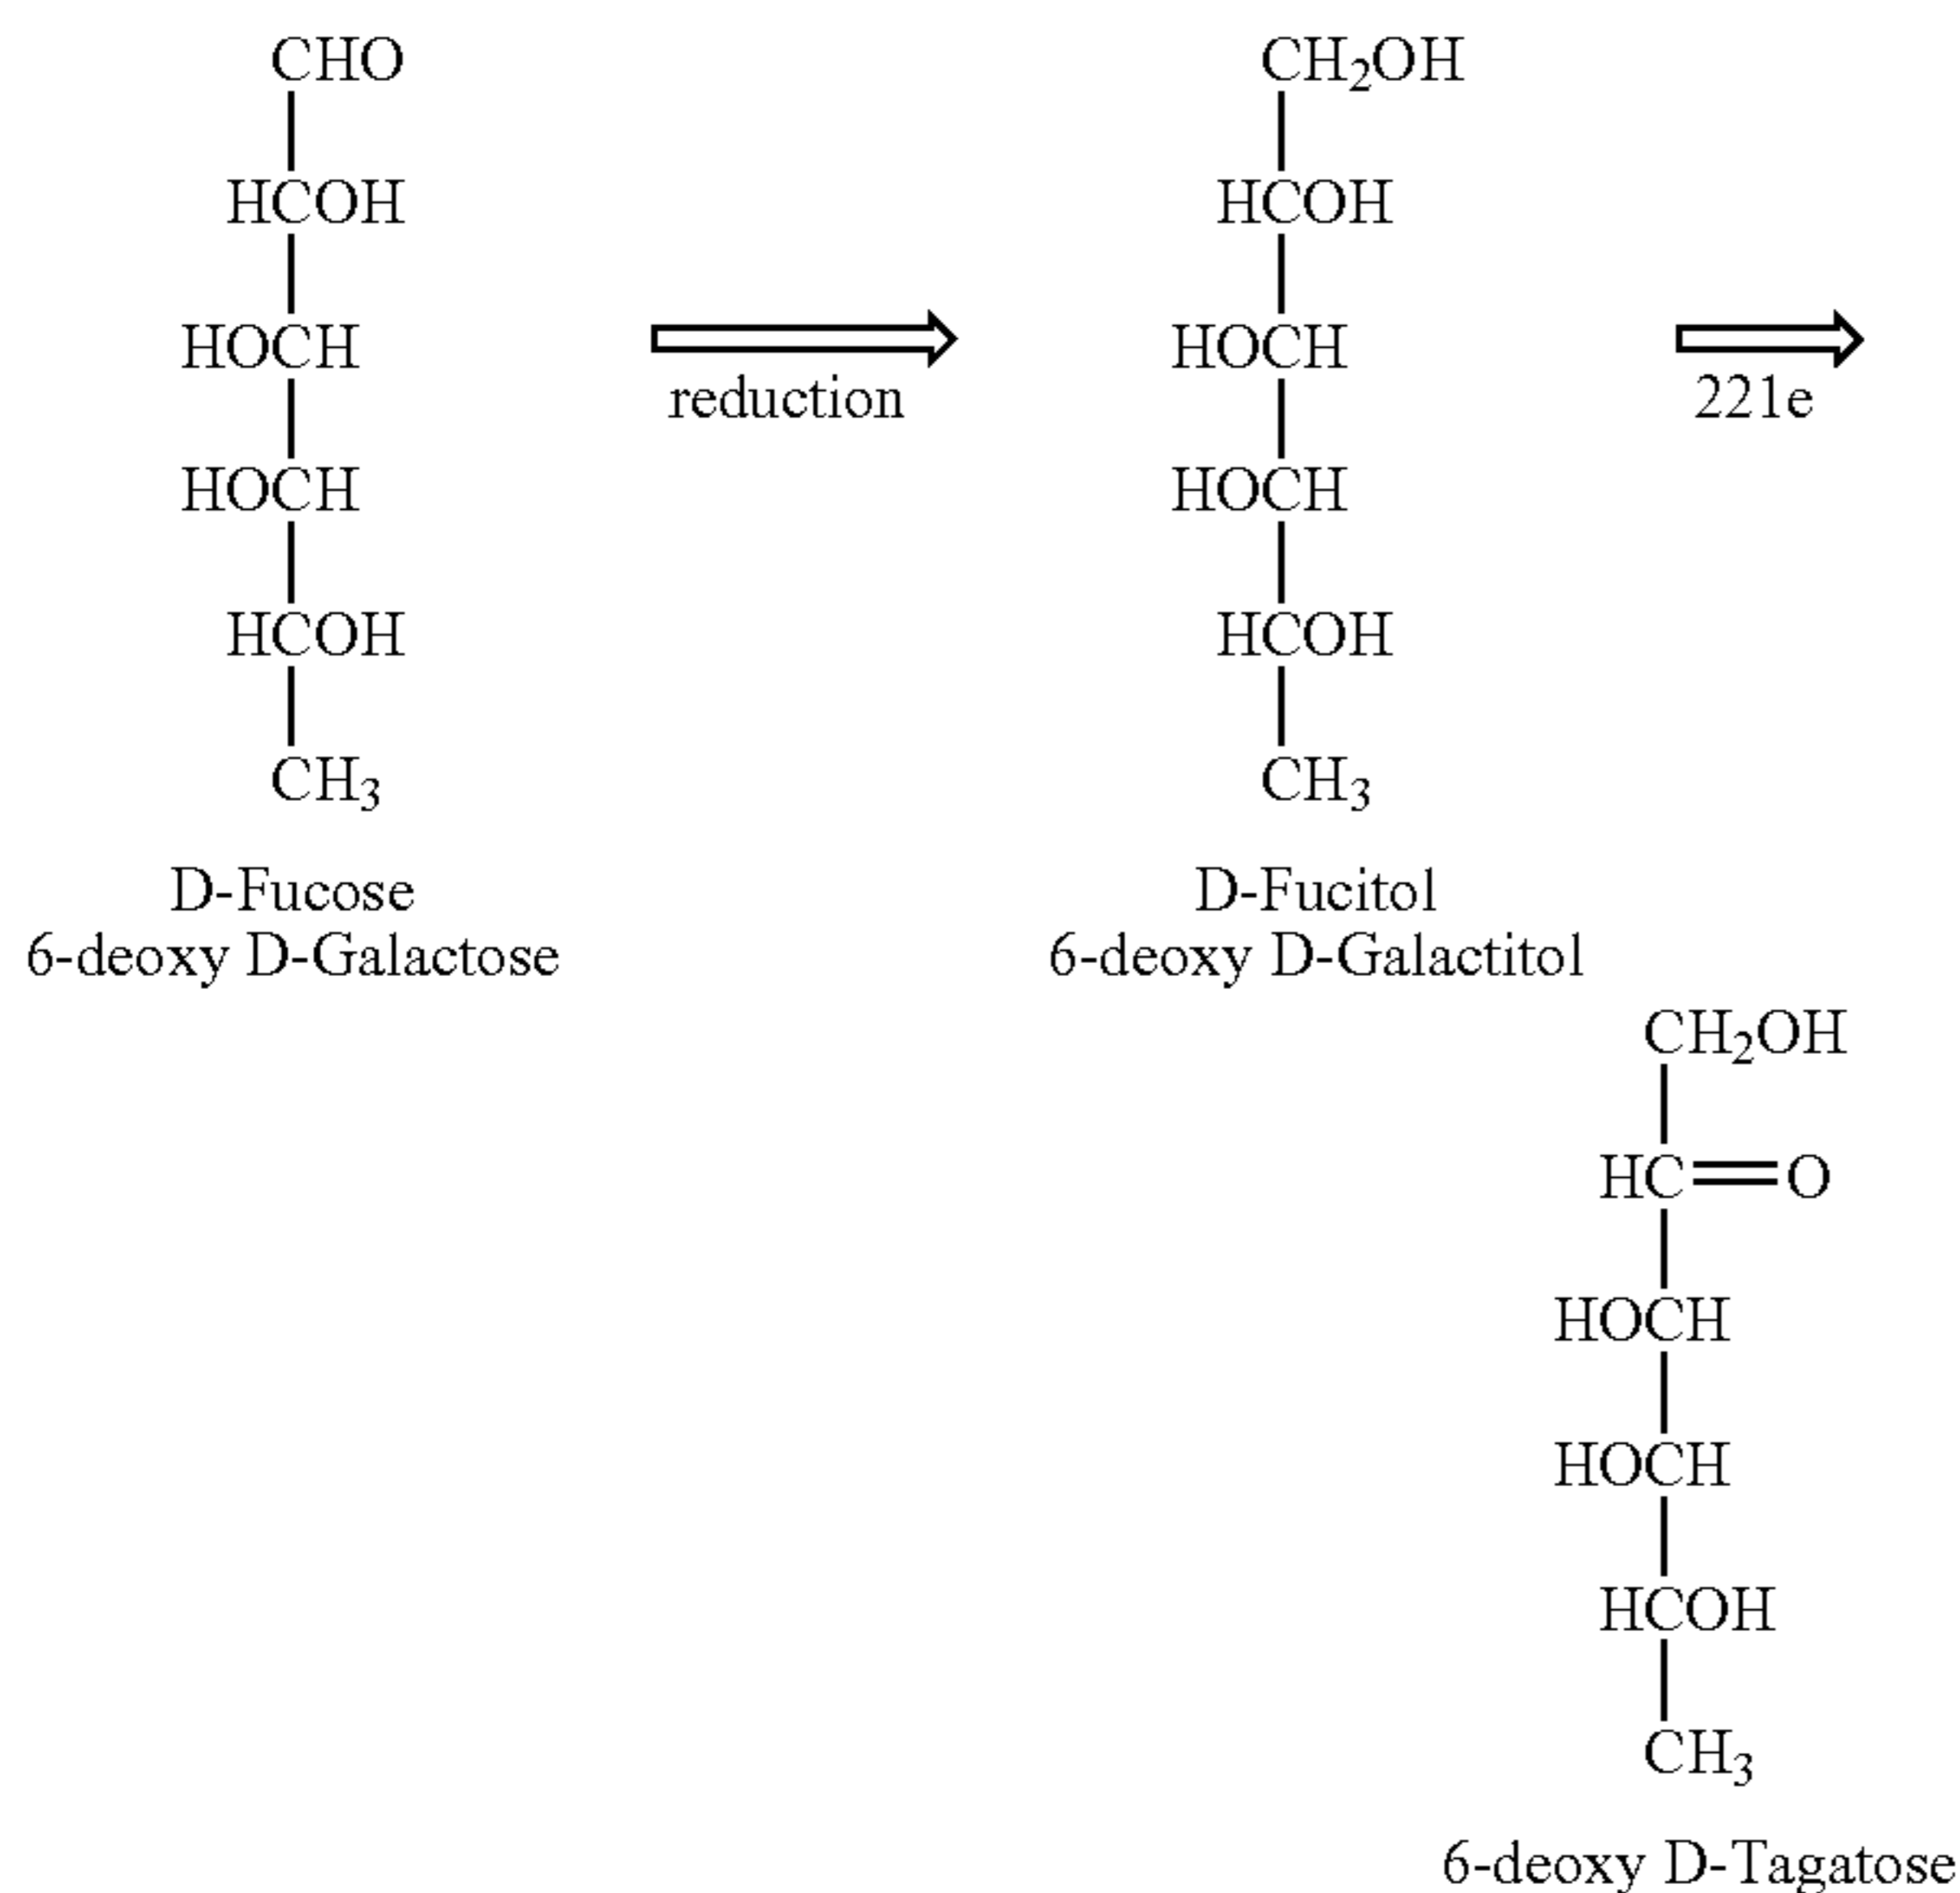 CHO
HCOH
HOCH
HOCH
HCOH
CH3
D-Fucose
6-deoxy D-Galactose
reduction
CH2OH
HCOH
HOCH
HOCH
HCOH
CH3
D-Fucitol
6-deoxy D-Galactitol
221e
CH2OH
HC=O
HOCH
HOCH
HCOH
CH3
6-deoxy D-Tagatose